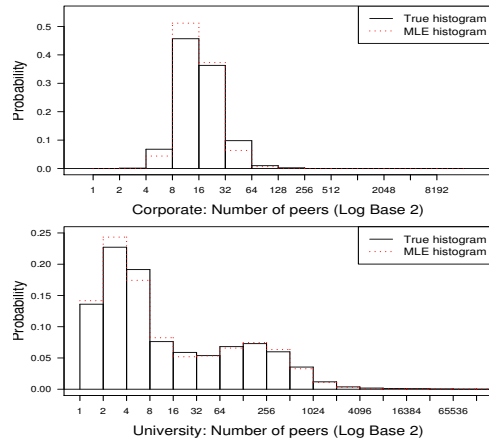 True histogram
MLE histogram
0.5
0.4
0.3
0.2
0.1
0.0
Probability
1 2 4 8 16 32 64 128 256 512 2048 8192
Corporate: Number of peers (Log Base 2)
True histogram
MLE histogram
0.25
0.20
0.15
0.10
0.05
0.00
Probability
1 2 4 8 16 32 64 256 1024 4096 16384 65536
University: Number of peers (Log Base 2)